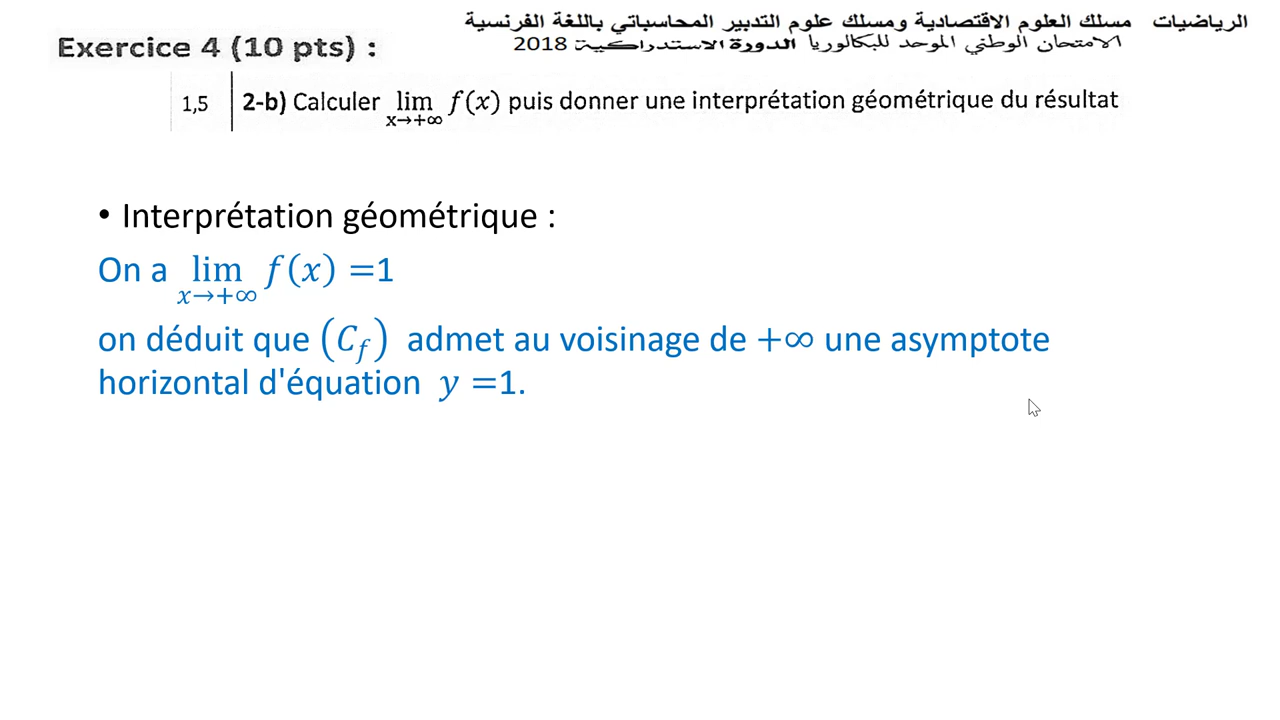 الرياضيات مسلك العلوم الاقتصادية ومسلك علوم التدبير المحاسباتي باللغة الفرنسية
الامتحان الوطني الموحد للبكالوريا الدورة الاستدراكية 2018
Exercice 4 (10 pts) :
1,5 2-b) Calculer lim x→+∞ f(x) puis donner une interprétation géométrique du résultat
• Interprétation géométrique :
On a lim x→+∞ f(x) =1
on déduit que (C_f) admet au voisinage de +∞ une asymptote
horizontal d'équation y =1.